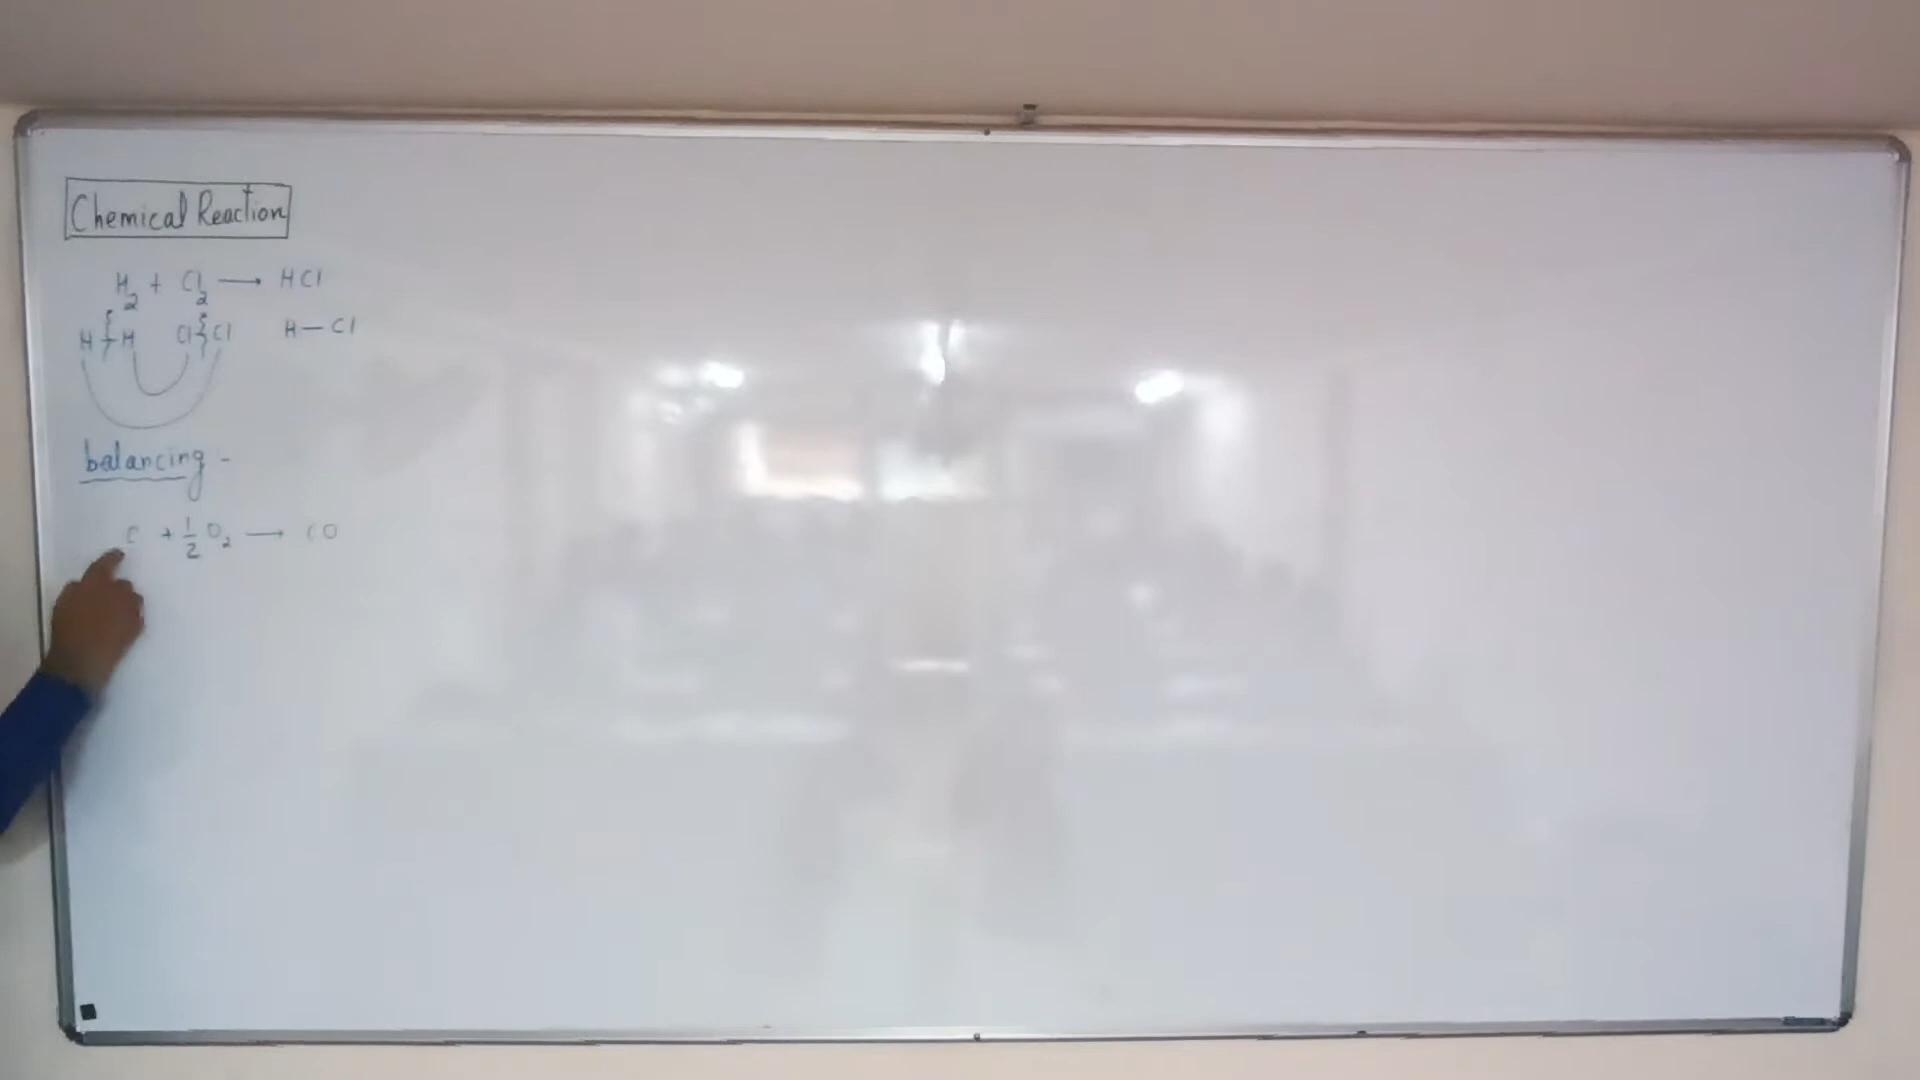 Chemical Reaction
H₂ + Cl₂ ⟶ HCl
H–H Cl–Cl H–Cl
balancing -
C + 1/2 O₂ ⟶ CO